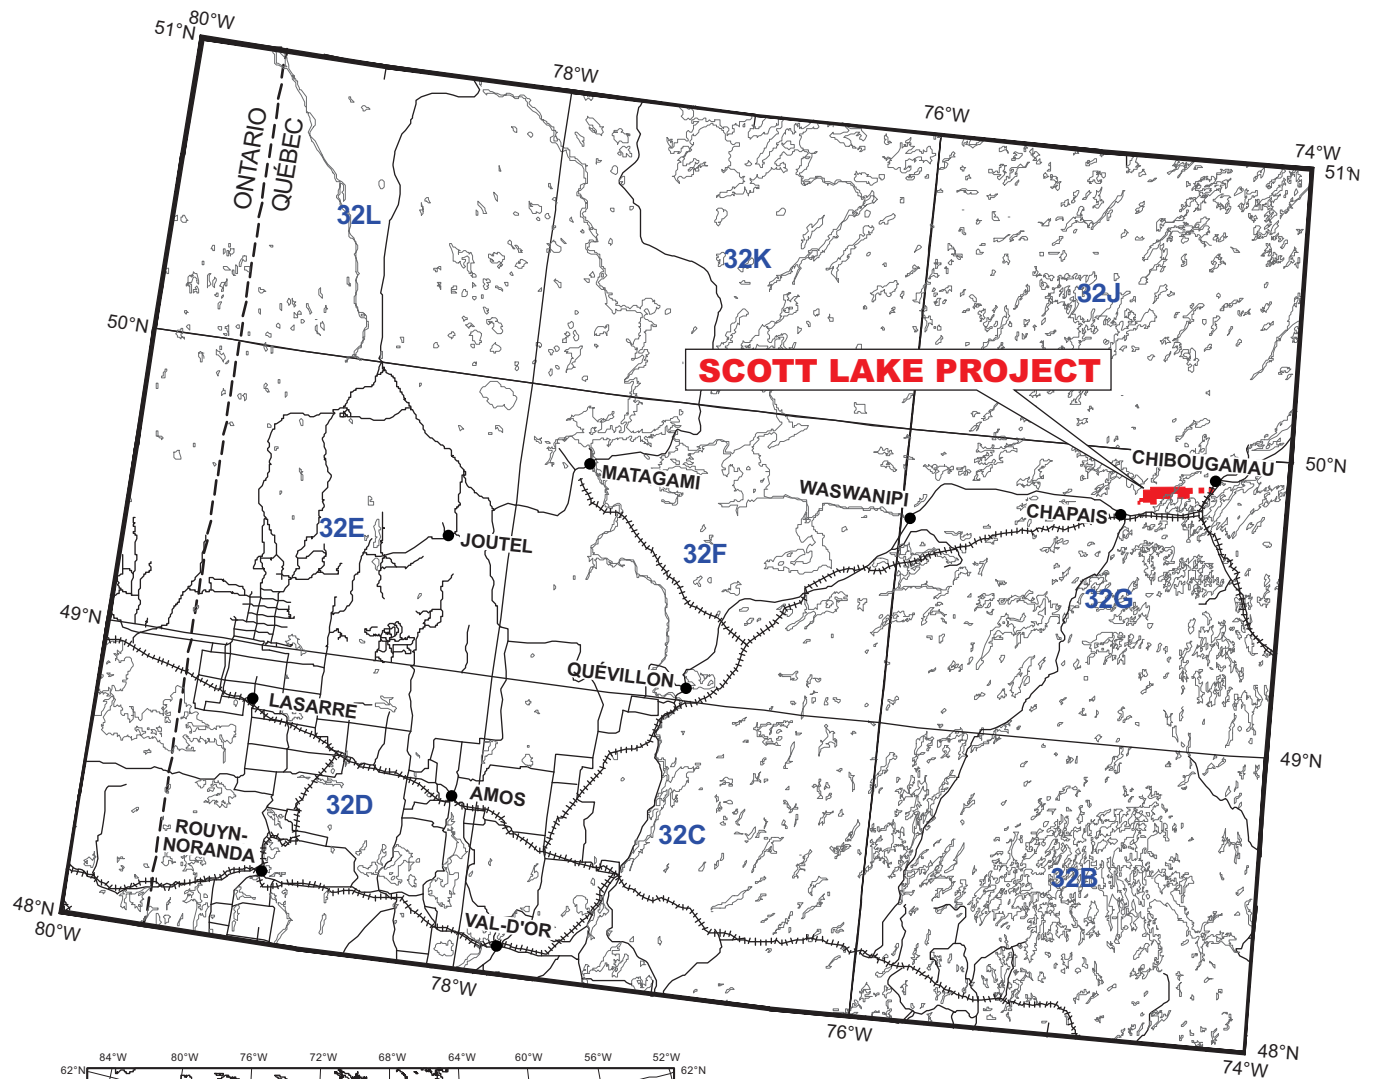 80°W
51°N
78°W
76°W
74°W
51°N
ONTARIO
QUÉBEC
32L
32K
32J
50°N
SCOTT LAKE PROJECT
CHIBOUGAMAU
50°N
MATAGAMI
WASWANIPI
CHAPAIS
32E
JOUTEL
32F
32G
49°N
QUÉVILLON
LASARRE
49°N
32D
AMOS
32C
ROUYN-
NORANDA
32B
48°N
80°W
VAL-D'OR
78°W
76°W
48°N
74°W
84°W 80°W 76°W 72°W 68°W 64°W 60°W 56°W 52°W
62°N 62°N